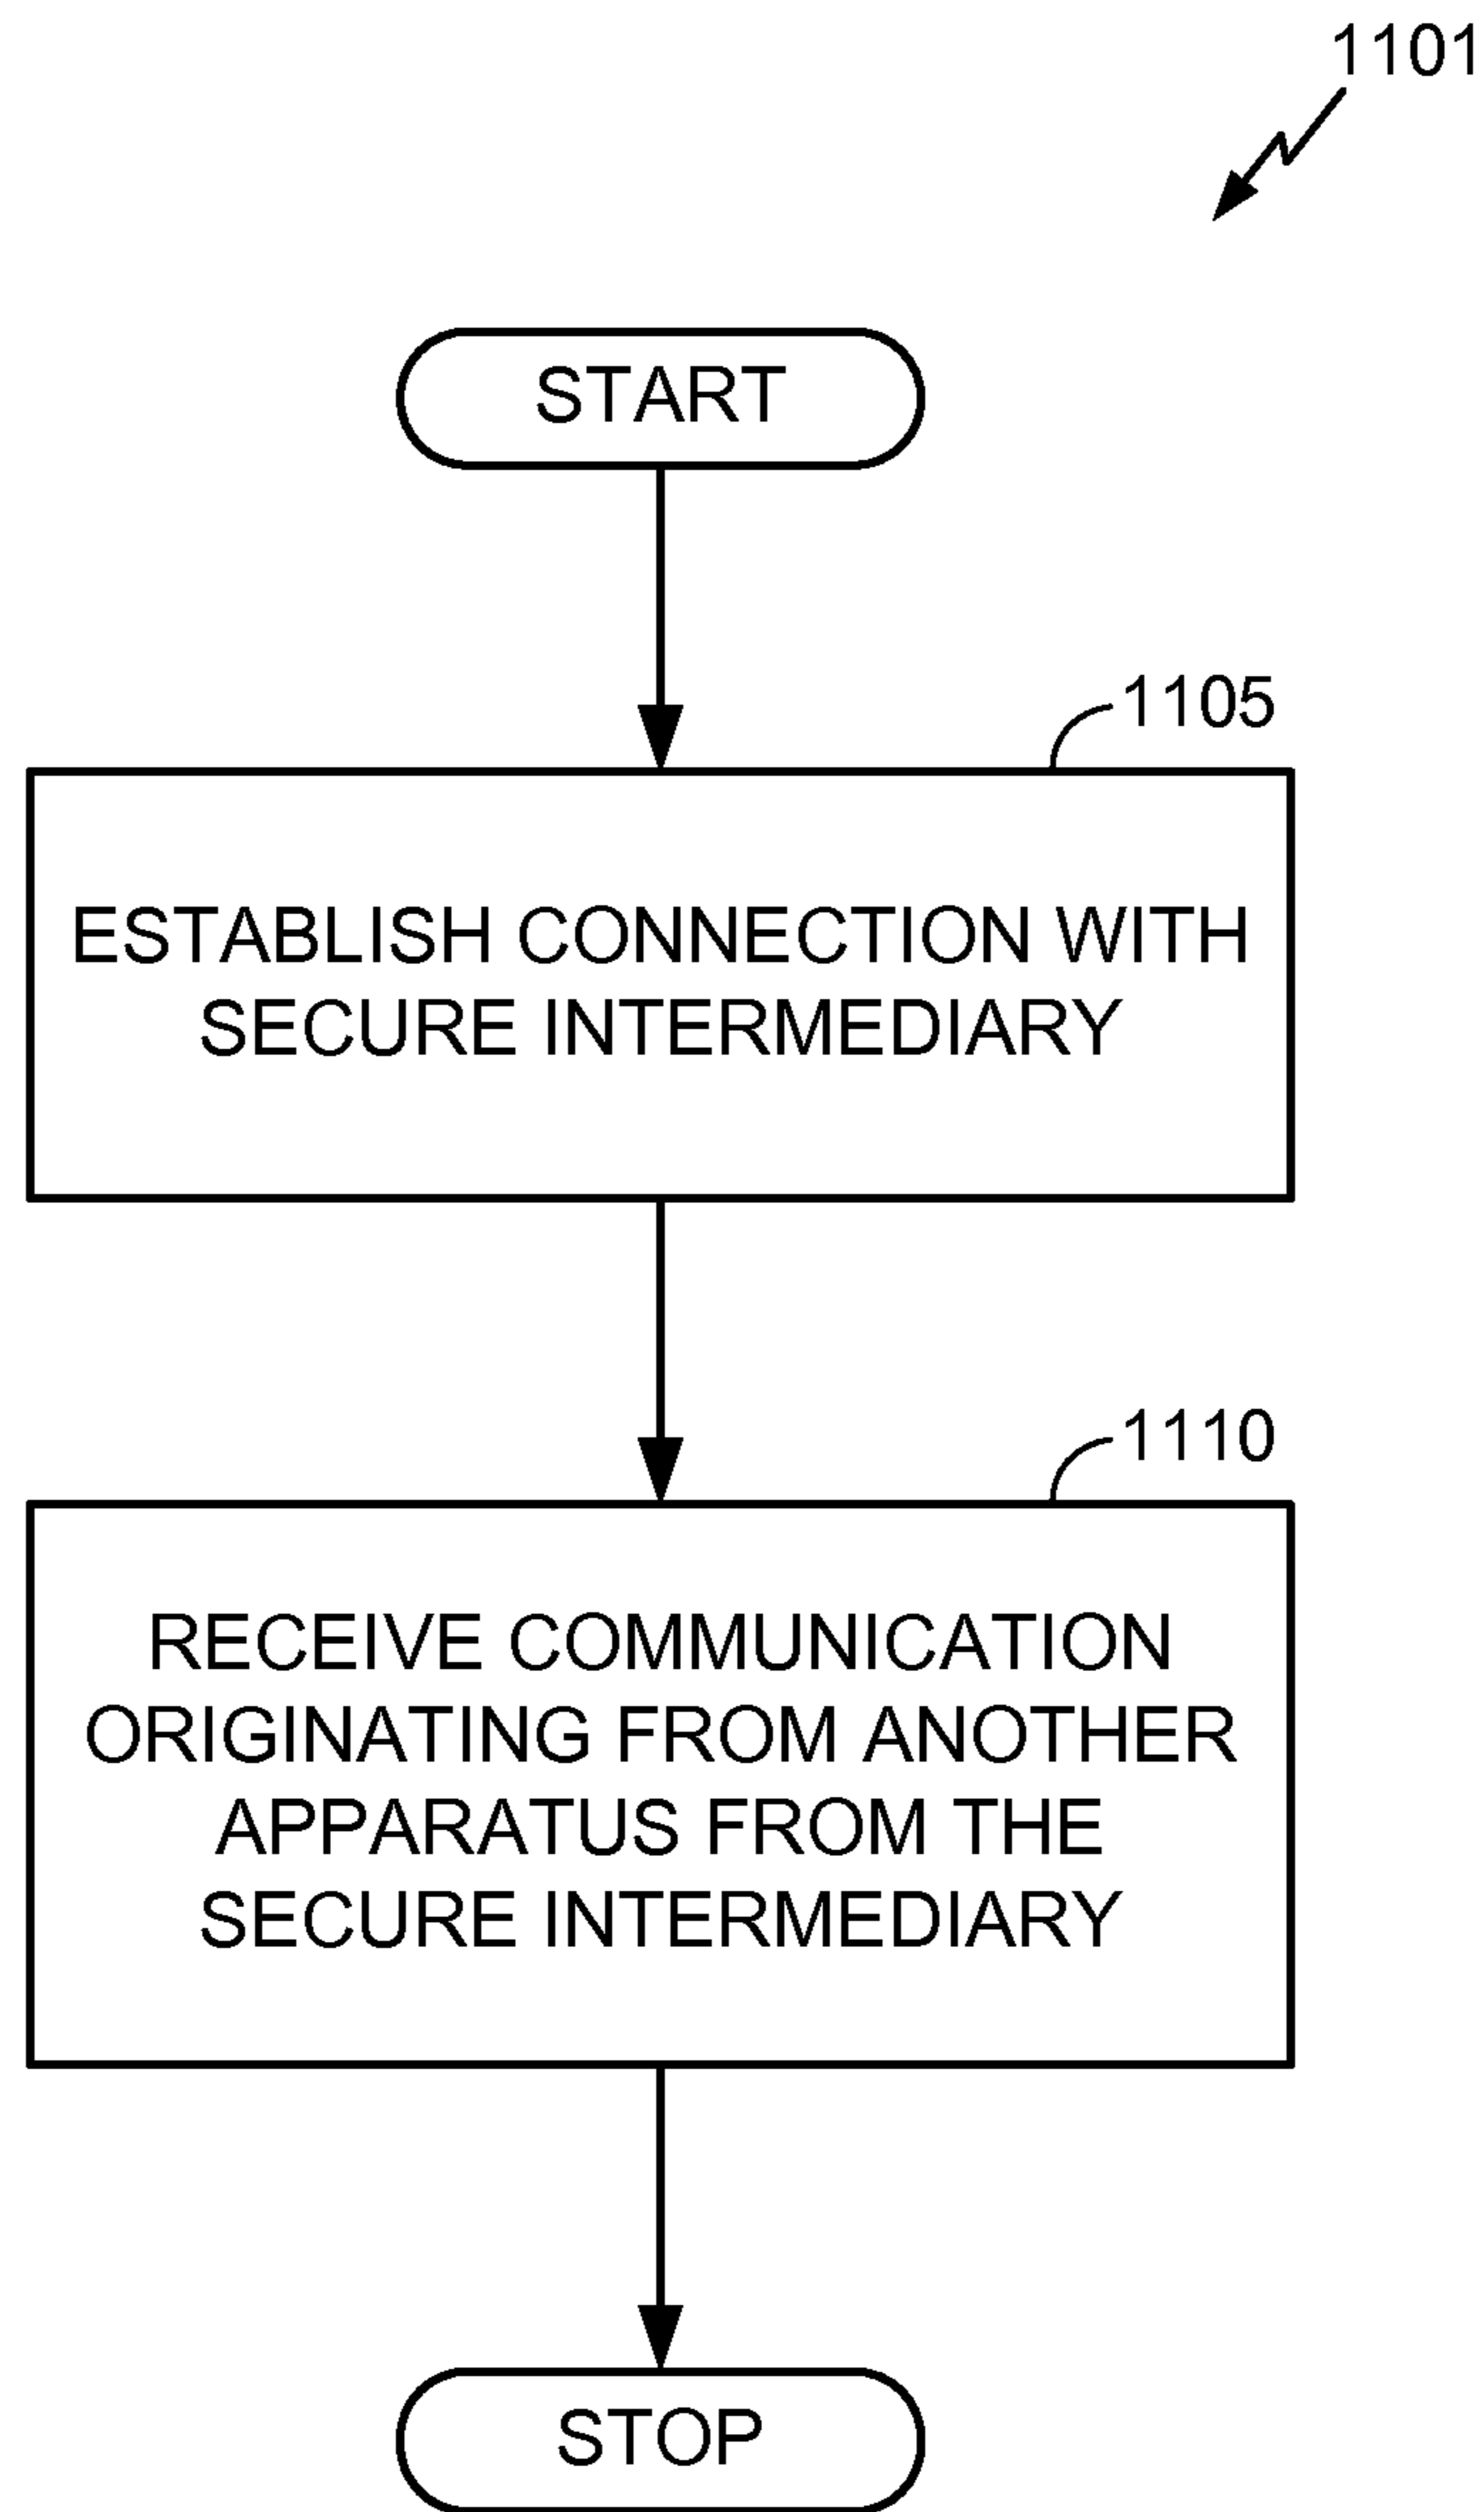 1101
START
1105
ESTABLISH CONNECTION WITH
SECURE INTERMEDIARY
1110
RECEIVE COMMUNICATION
ORIGINATING FROM ANOTHER
APPARATUS FROM THE
SECURE INTERMEDIARY
STOP